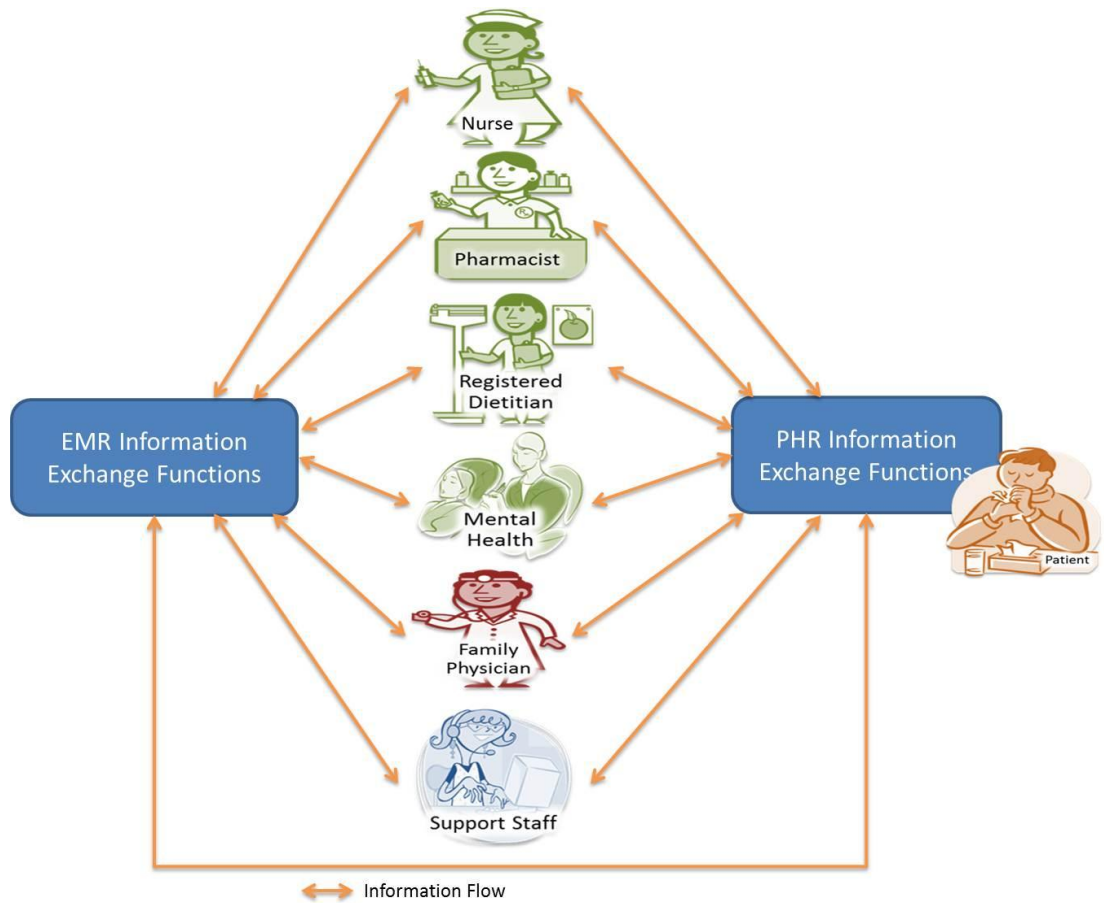 Nurse
Rx
Pharmacist
Registered
Dietitian
EMR Information
Exchange Functions
PHR Information
Exchange Functions
Mental
Health
Patient
Family
Physician
Support Staff
Information Flow